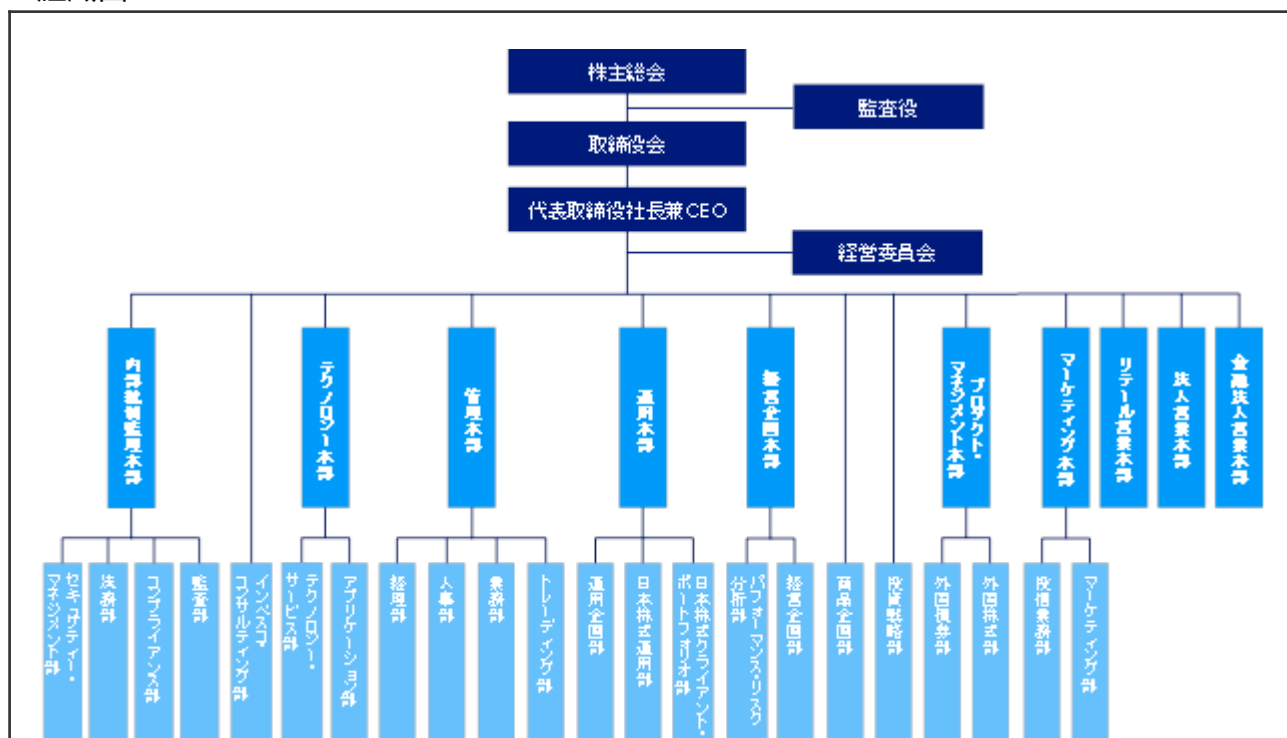 株主総会
監査役
取締役会
代表取締役社長兼CEO
経営委員会
内部統制監理本部
テクノロジー本部
管理本部
運用本部
経営企画本部
プロダクト・
マネジメント本部
マーケティング本部
リテール営業本部
法人営業本部
金融法人営業本部
セキュリティー・
マネジメント部
法務部
コンプライアンス部
監査部
インベスコ・
コンサルティング部
テクノロジー・
サービス部
アプリケーション部
経理部
人事部
業務部
トレーディング部
運用企画部
日本株式運用部
日本株式クライアント・
ポートフォリオ部
パフォーマンス・リスク
分析部
経営企画部
商品企画部
投資戦略部
外国債券部
外国株式部
投信業務部
マーケティング部